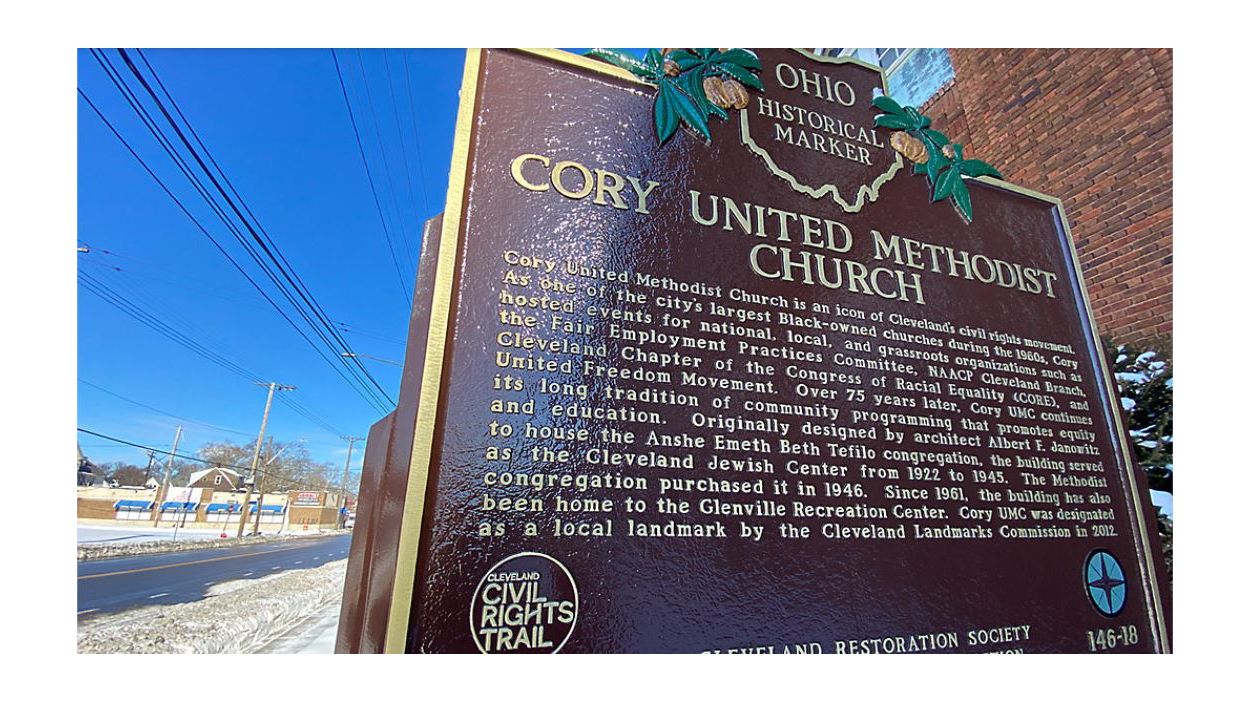 OHIO
HISTORICAL
MARKER
CORY UNITED METHODIST
CHURCH
Cory United Methodist Church is an icon of Cleveland's civil rights movement.
As one of the city's largest Black-owned churches during the 1960s, Cory
hosted events for national, local, and grassroots organizations such as
the Fair Employment Practices Committee, NAACP Cleveland Branch,
Cleveland Chapter of the Congress of Racial Equality (CORE), and
United Freedom Movement. Over 75 years later, Cory UMC continues
its long tradition of community programming that promotes equity
and education. Originally designed by architect Albert F. Janowitz
to house the Anshe Emeth Beth Tefilo congregation, the building served
as the Cleveland Jewish Center from 1922 to 1945. The Methodist
congregation purchased it in 1946. Since 1961, the building has also
been home to the Glenville Recreation Center. Cory UMC was designated
as a local landmark by the Cleveland Landmarks Commission in 2012.
CLEVELAND
CIVIL
RIGHTS
TRAIL
CLEVELAND RESTORATION SOCIETY
146-18